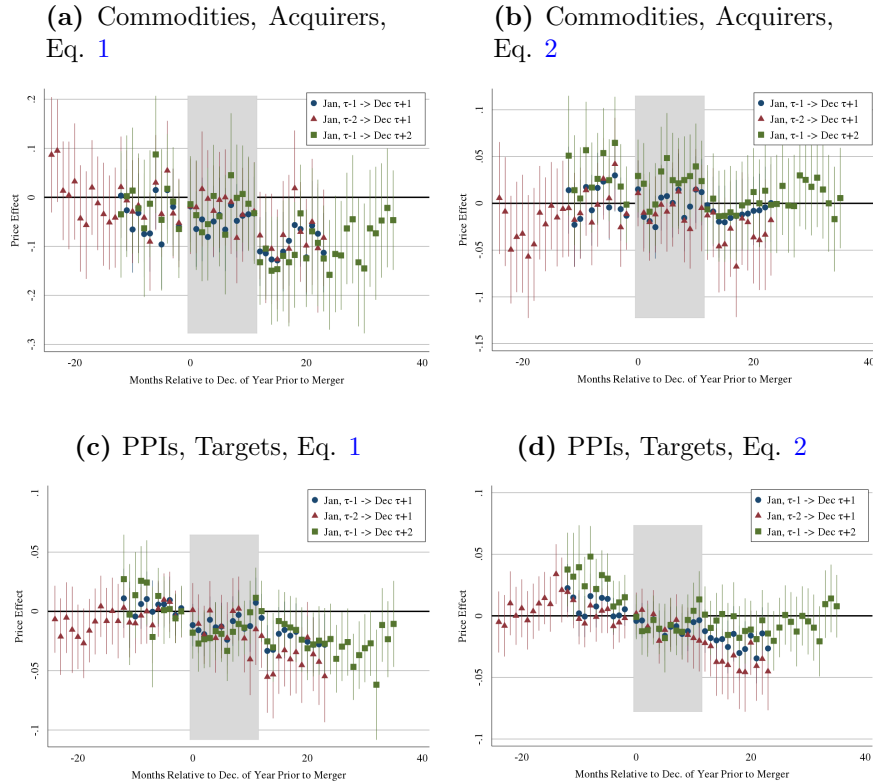 (a) Commodities, Acquirers,
Eq. 1
(b) Commodities, Acquirers,
Eq. 2
Price Effect
.2
.1
0
-.1
-.2
-.3
Jan, τ-1 -> Dec τ+1
Jan, τ-2 -> Dec τ+1
Jan, τ-1 -> Dec τ+2
-20 0 20 40
Months Relative to Dec. of Year Prior to Merger
Price Effect
.1
.05
0
-.05
-.1
-.15
Jan, τ-1 -> Dec τ+1
Jan, τ-2 -> Dec τ+1
Jan, τ-1 -> Dec τ+2
-20 0 20 40
Months Relative to Dec. of Year Prior to Merger
(c) PPIs, Targets, Eq. 1
(d) PPIs, Targets, Eq. 2
Price Effect
.1
.05
0
-.05
-.1
Jan, τ-1 -> Dec τ+1
Jan, τ-2 -> Dec τ+1
Jan, τ-1 -> Dec τ+2
-20 0 20 40
Months Relative to Dec. of Year Prior to Merger
Price Effect
.1
.05
0
-.05
-.1
Jan, τ-1 -> Dec τ+1
Jan, τ-2 -> Dec τ+1
Jan, τ-1 -> Dec τ+2
-20 0 20 40
Months Relative to Dec. of Year Prior to Merger